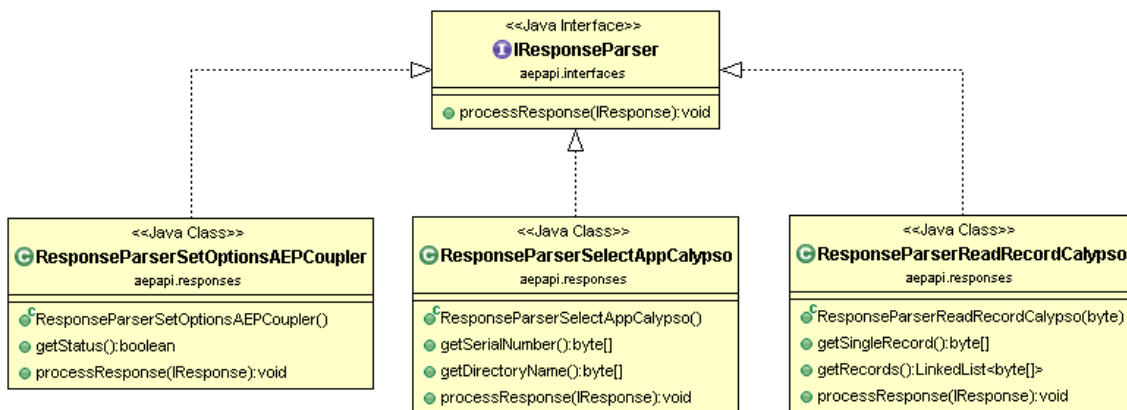 <<Java Interface>>
IResponseParser
aepapi.interfaces
processResponse(IResponse):void
<<Java Class>>
ResponseParserSetOptionsAEPCoupler
aepapi.responses
ResponseParserSetOptionsAEPCoupler()
getStatus():boolean
processResponse(IResponse):void
<<Java Class>>
ResponseParserSelectAppCalypso
aepapi.responses
ResponseParserSelectAppCalypso()
getSerialNumber():byte[]
getDirectoryName():byte[]
processResponse(IResponse):void
<<Java Class>>
ResponseParserReadRecordCalypso
aepapi.responses
ResponseParserReadRecordCalypso(byte)
getSingleRecord():byte[]
getRecords():LinkedList<byte[]>
processResponse(IResponse):void